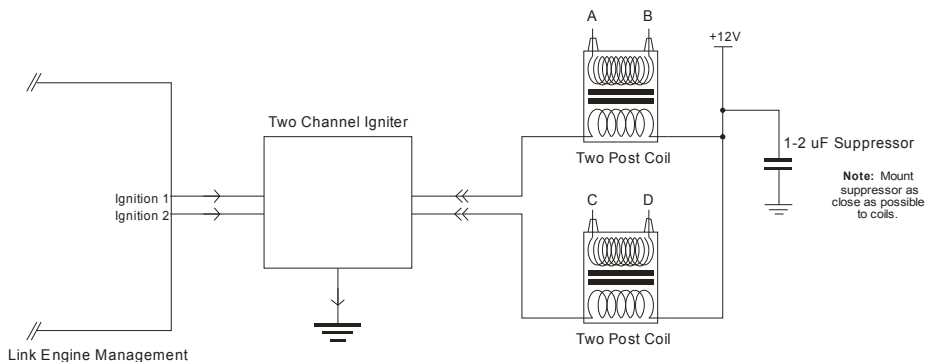 A B
+12V
Two Channel Igniter
1-2 uF Suppressor
Two Post Coil
Note: Mount
suppressor as
close as possible
to coils.
Ignition 1
Ignition 2
C D
Two Post Coil
Link Engine Management